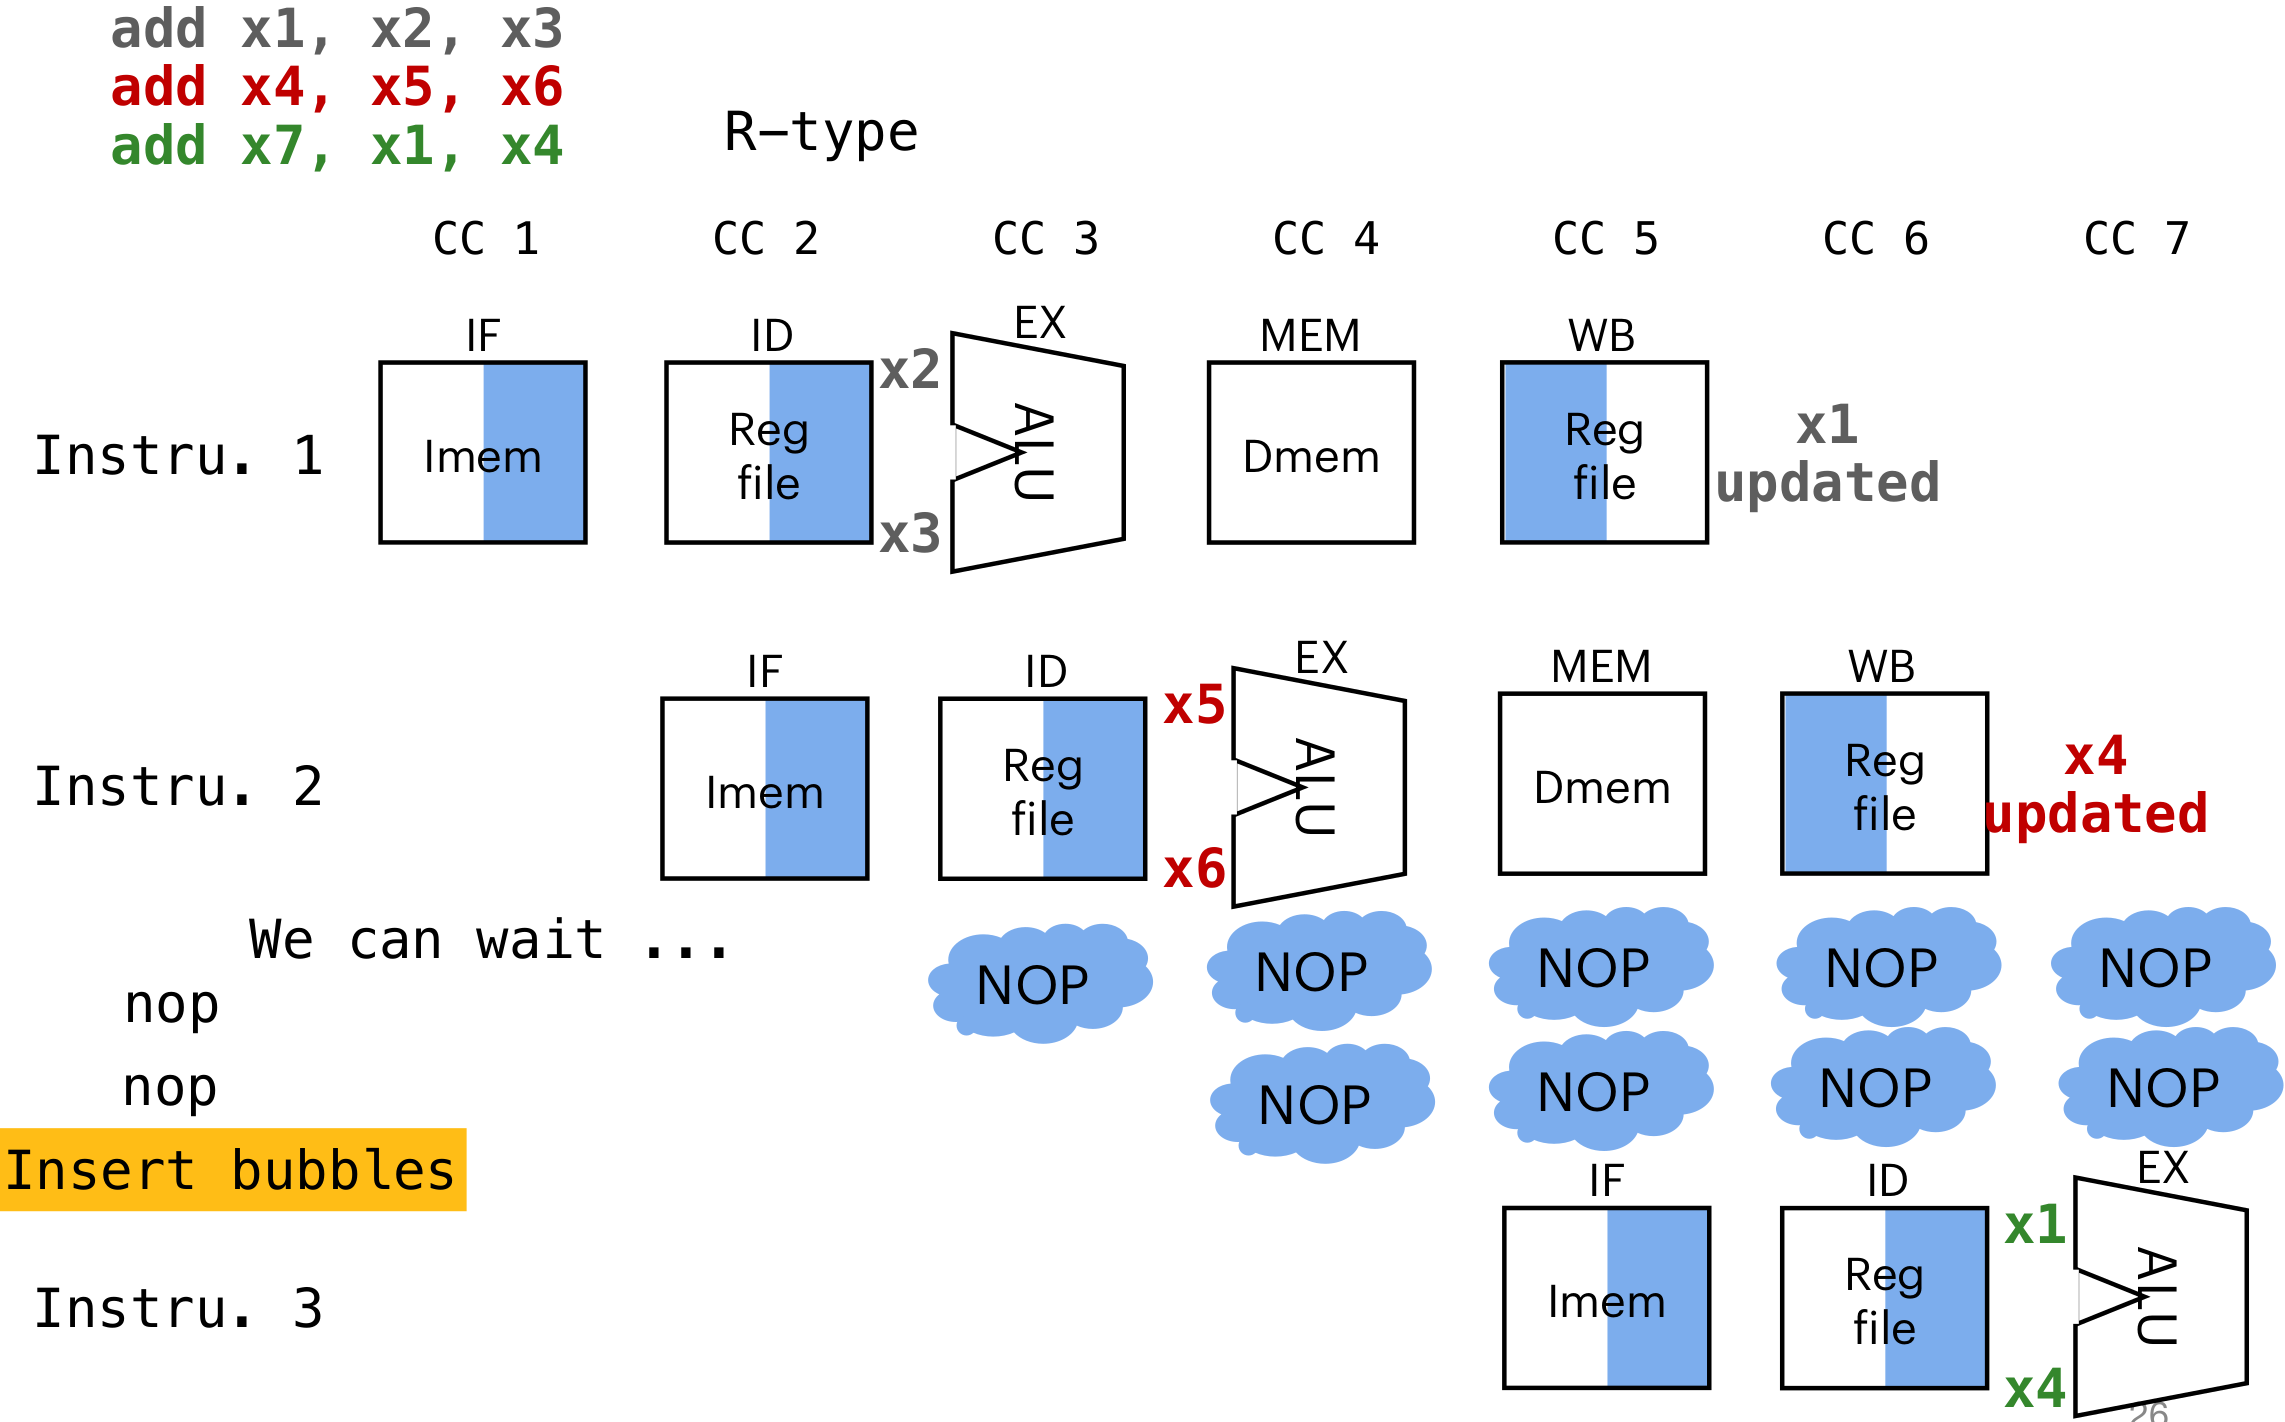 add x1, x2, x3
add x4, x5, x6
add x7, x1, x4
R-type
CC 1 CC 2 CC 3 CC 4 CC 5 CC 6 CC 7
IF ID EX MEM WB
Instru. 1
Imem
Reg
file
x2
x3
ALU
Dmem
Reg
file
x1
updated
IF ID EX MEM WB
Instru. 2
Imem
Reg
file
x5
x6
ALU
Dmem
Reg
file
x4
updated
We can wait ...
nop
NOP NOP NOP NOP NOP
nop
NOP NOP NOP NOP
Insert bubbles
IF ID EX
Instru. 3
Imem
Reg
file
x1
x4
ALU
26